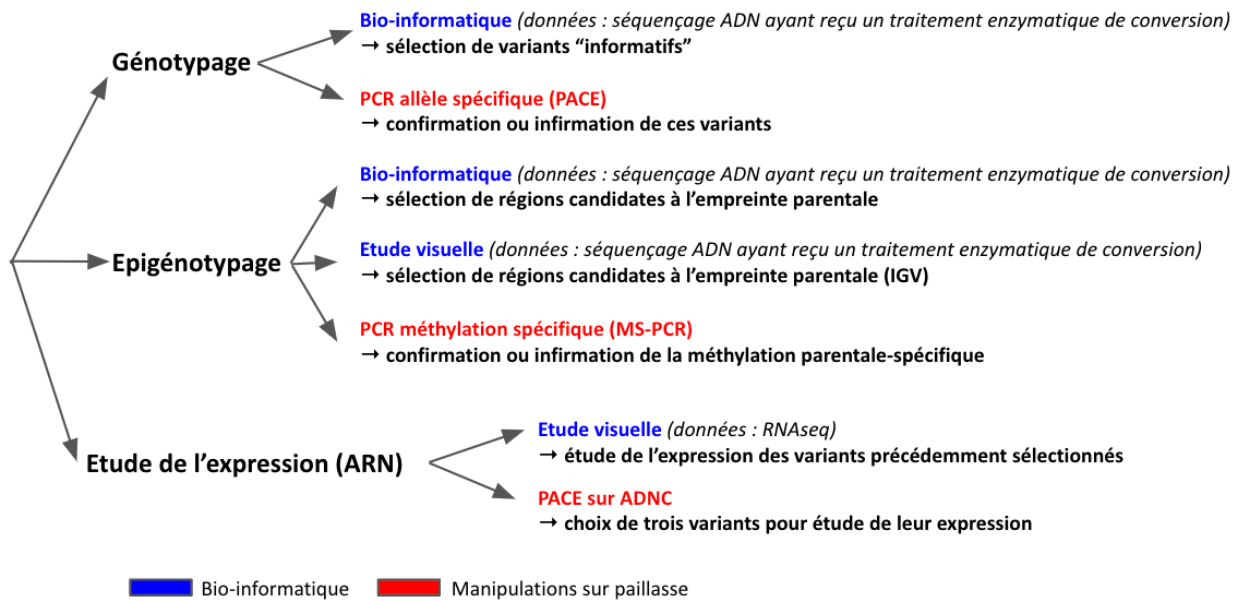 Génotypage
Bio-informatique (données : séquençage ADN ayant reçu un traitement enzymatique de conversion)
→ sélection de variants “informatifs”
PCR allèle spécifique (PACE)
→ confirmation ou infirmation de ces variants
Epigénotypage
Bio-informatique (données : séquençage ADN ayant reçu un traitement enzymatique de conversion)
→ sélection de régions candidates à l’empreinte parentale
Etude visuelle (données : séquençage ADN ayant reçu un traitement enzymatique de conversion)
→ sélection de régions candidates à l’empreinte parentale (IGV)
PCR méthylation spécifique (MS-PCR)
→ confirmation ou infirmation de la méthylation parentale-spécifique
Etude de l’expression (ARN)
Etude visuelle (données : RNAseq)
→ étude de l’expression des variants précédemment sélectionnés
PACE sur ADNC
→ choix de trois variants pour étude de leur expression
Bio-informatique
Manipulations sur paillasse